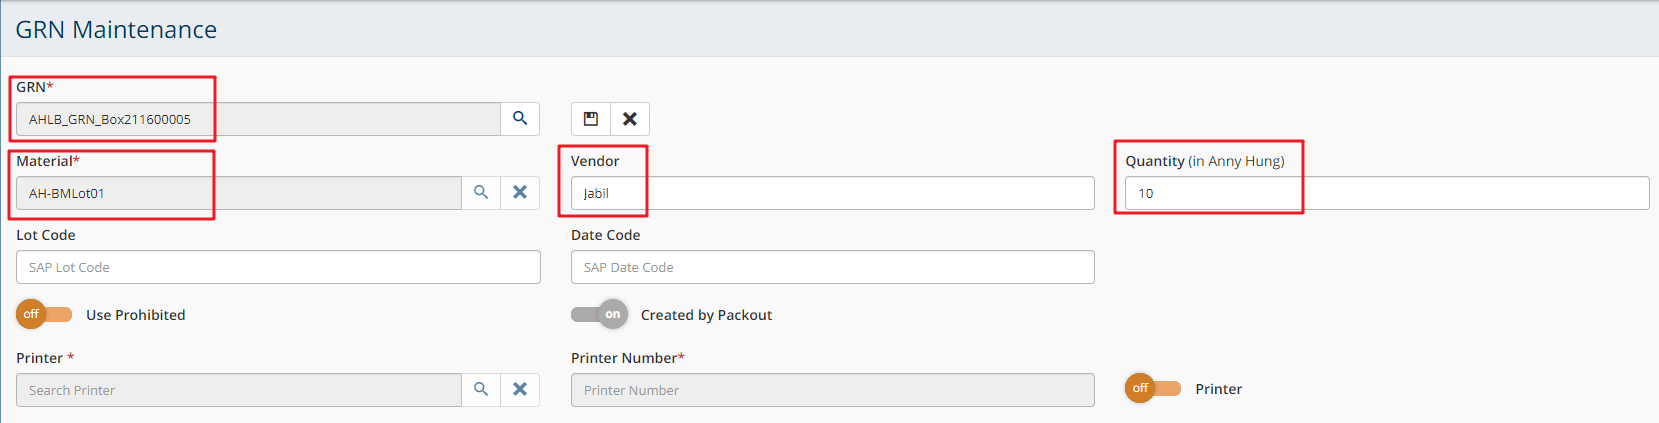 GRN Maintenance
GRN*
AHLB_GRN_Box211600005
Material* Vendor Quantity (in Anny Hung)
AH-BMLot01 Jabil 10
Lot Code Date Code
SAP Lot Code SAP Date Code
off Use Prohibited on Created by Packout
Printer * Printer Number*
Search Printer Printer Number off Printer